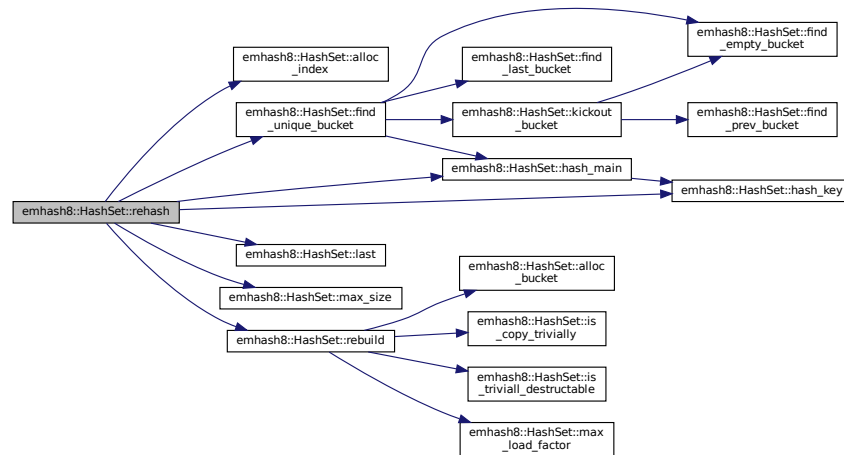 emhash8::HashSet::rehash
emhash8::HashSet::alloc
_index
emhash8::HashSet::find
_unique_bucket
emhash8::HashSet::find
_last_bucket
emhash8::HashSet::kickout
_bucket
emhash8::HashSet::find
_empty_bucket
emhash8::HashSet::find
_prev_bucket
emhash8::HashSet::hash_main
emhash8::HashSet::hash_key
emhash8::HashSet::last
emhash8::HashSet::max_size
emhash8::HashSet::rebuild
emhash8::HashSet::alloc
_bucket
emhash8::HashSet::is
_copy_trivially
emhash8::HashSet::is
_triviall_destructable
emhash8::HashSet::max
_load_factor